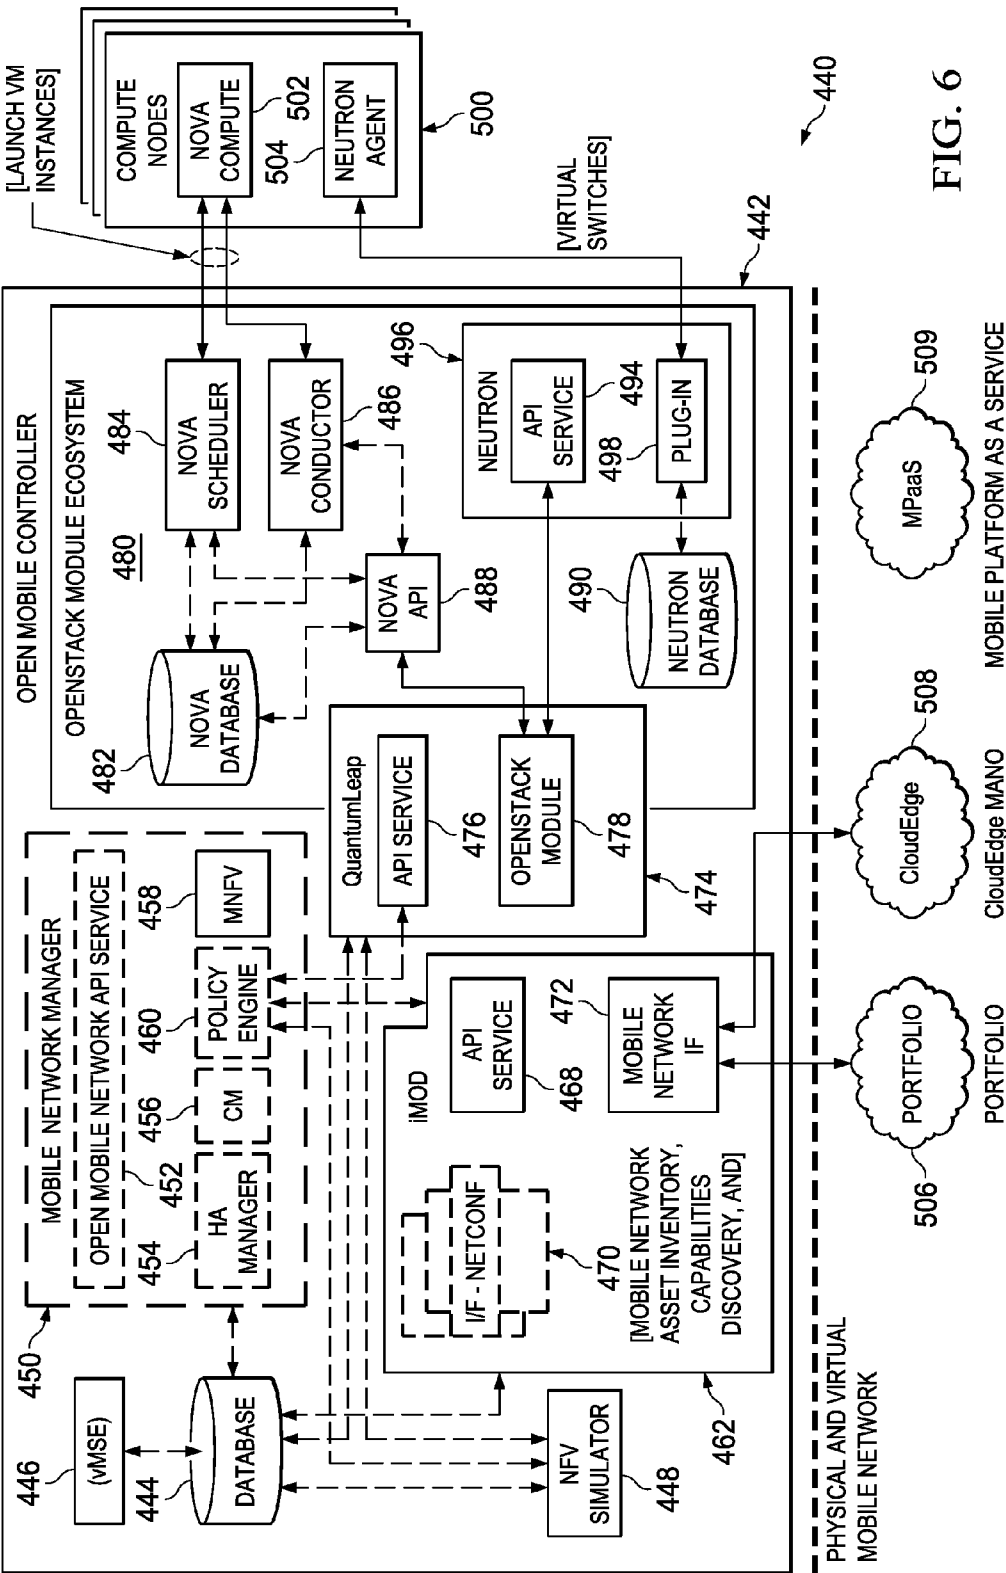 [LAUNCH VM
INSTANCES]
COMPUTE
NODES
NOVA
COMPUTE
502
504
NEUTRON
AGENT
500
[VIRTUAL
SWITCHES]
440
FIG. 6
OPEN MOBILE CONTROLLER
442
OPENSTACK MODULE ECOSYSTEM
480
484
NOVA
SCHEDULER
NOVA
CONDUCTOR
486
482
NOVA
DATABASE
NOVA
API
488
496
NEUTRON
API
SERVICE
494
498
PLUG-IN
490
NEUTRON
DATABASE
QuantumLeap
API SERVICE
476
OPENSTACK
MODULE
478
474
MOBILE NETWORK MANAGER
OPEN MOBILE NETWORK API SERVICE
450
452
454
HA
MANAGER
456
CM
460
POLICY
ENGINE
458
MNFV
446
(vMSE)
444
DATABASE
NFV
SIMULATOR
448
iMOD
API
SERVICE
468
472
MOBILE
NETWORK
IF
I/F - NETCONF
470
[MOBILE NETWORK
ASSET INVENTORY,
CAPABILITIES
DISCOVERY, AND]
462
PHYSICAL AND VIRTUAL
MOBILE NETWORK
PORTFOLIO
506
PORTFOLIO
CloudEdge
508
CloudEdge MANO
MPaaS
509
MOBILE PLATFORM AS A SERVICE